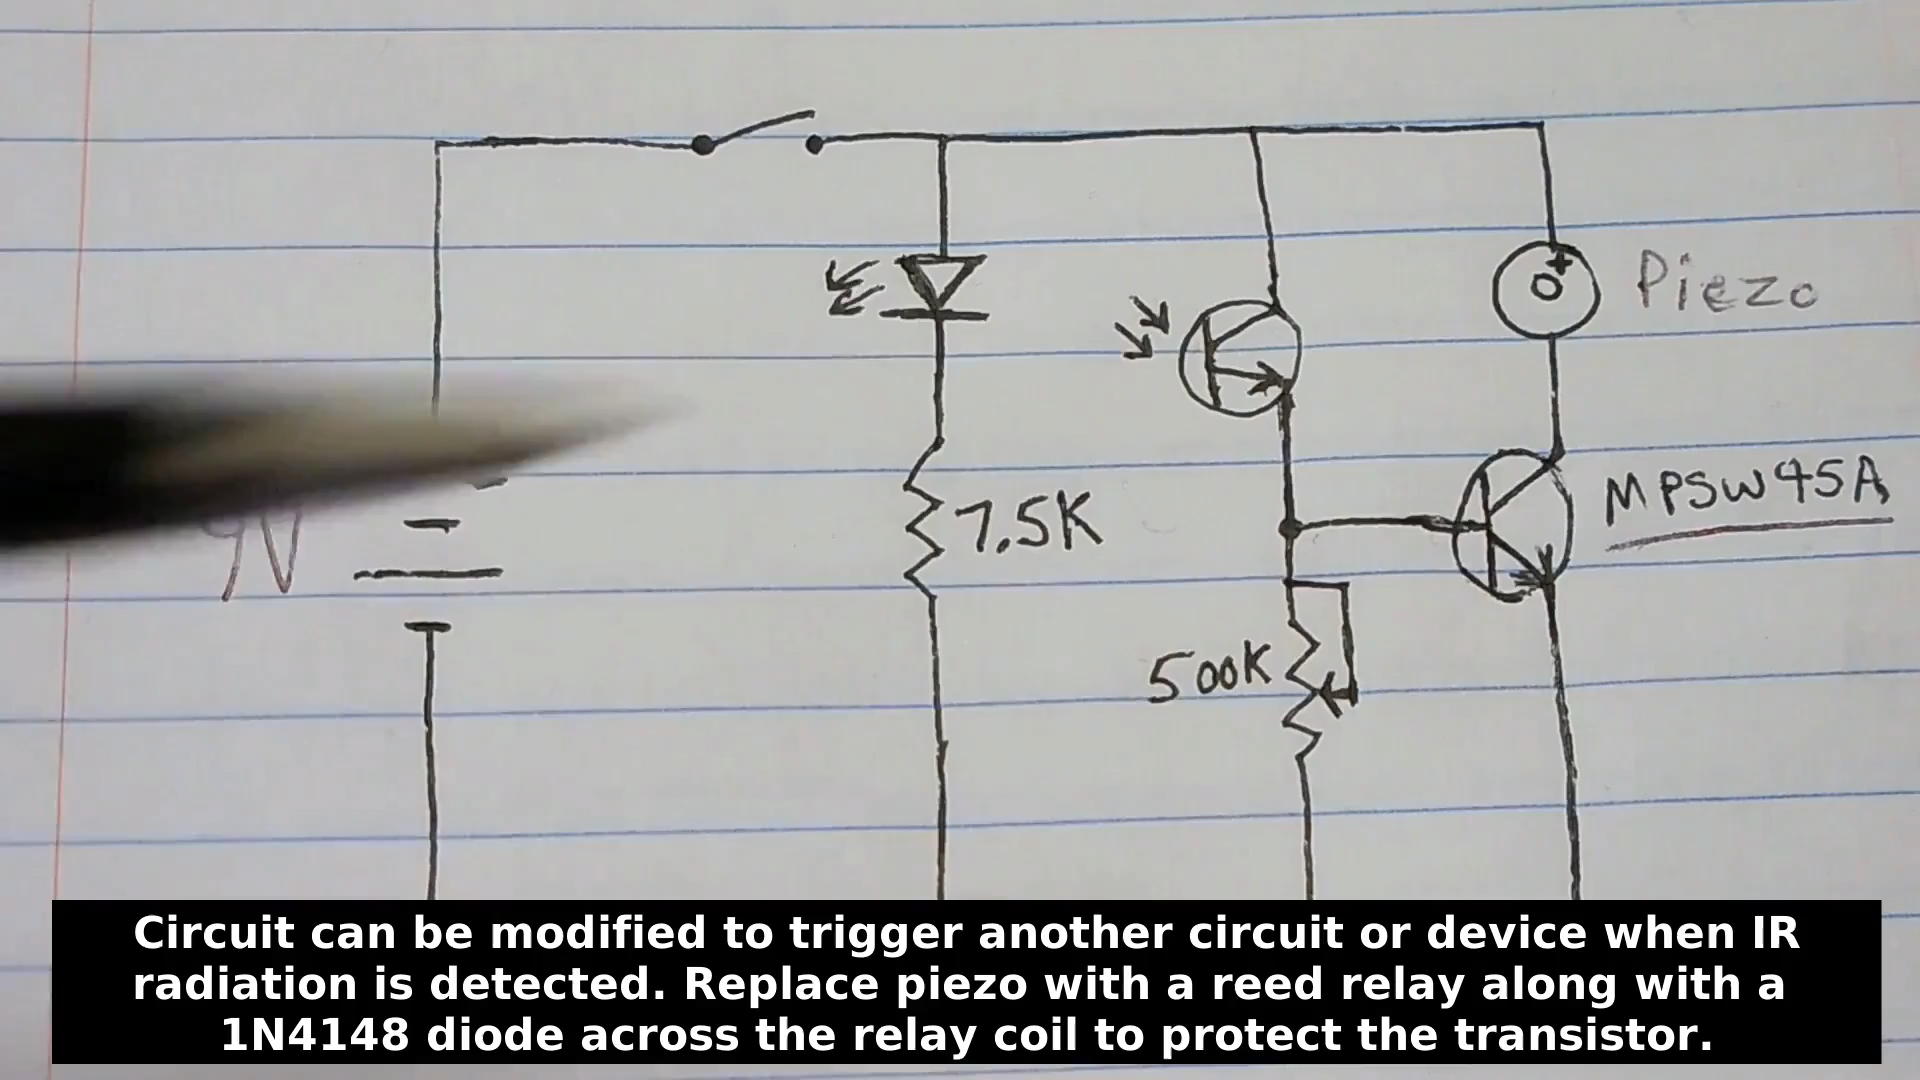 Piezo
MPSW45A
9V
7.5K
500K
Circuit can be modified to trigger another circuit or device when IR
radiation is detected. Replace piezo with a reed relay along with a
1N4148 diode across the relay coil to protect the transistor.